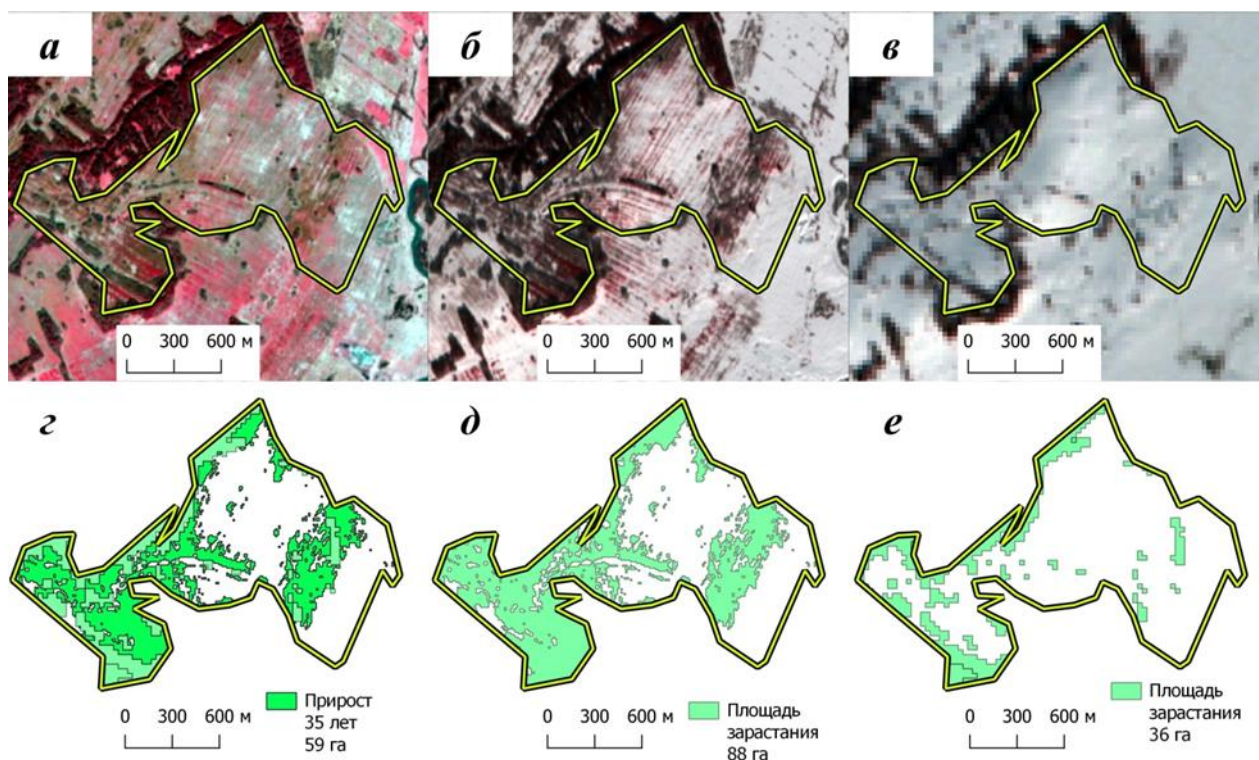 а
б
в
0 300 600 м
0 300 600 м
0 300 600 м
г
д
е
Прирост
35 лет
59 га
0 300 600 м
Площадь
зарастания
88 га
0 300 600 м
Площадь
зарастания
36 га
0 300 600 м